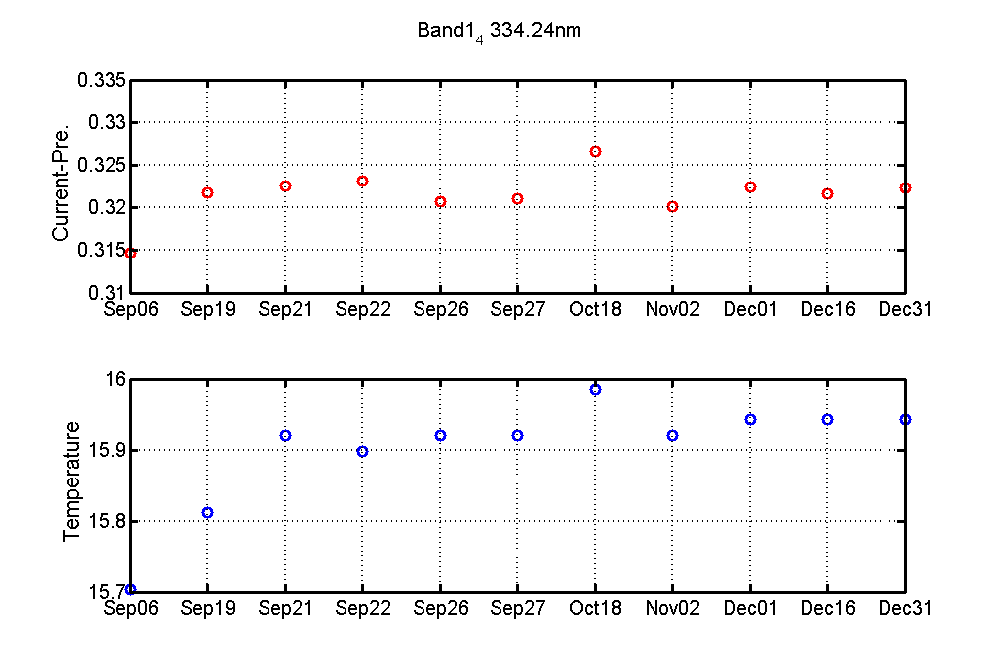 Band1₄ 334.24nm
Current-Pre.
0.335
0.33
0.325
0.32
0.315
0.31
Sep06 Sep19 Sep21 Sep22 Sep26 Sep27 Oct18 Nov02 Dec01 Dec16 Dec31
Temperature
16
15.9
15.8
15.7
Sep06 Sep19 Sep21 Sep22 Sep26 Sep27 Oct18 Nov02 Dec01 Dec16 Dec31